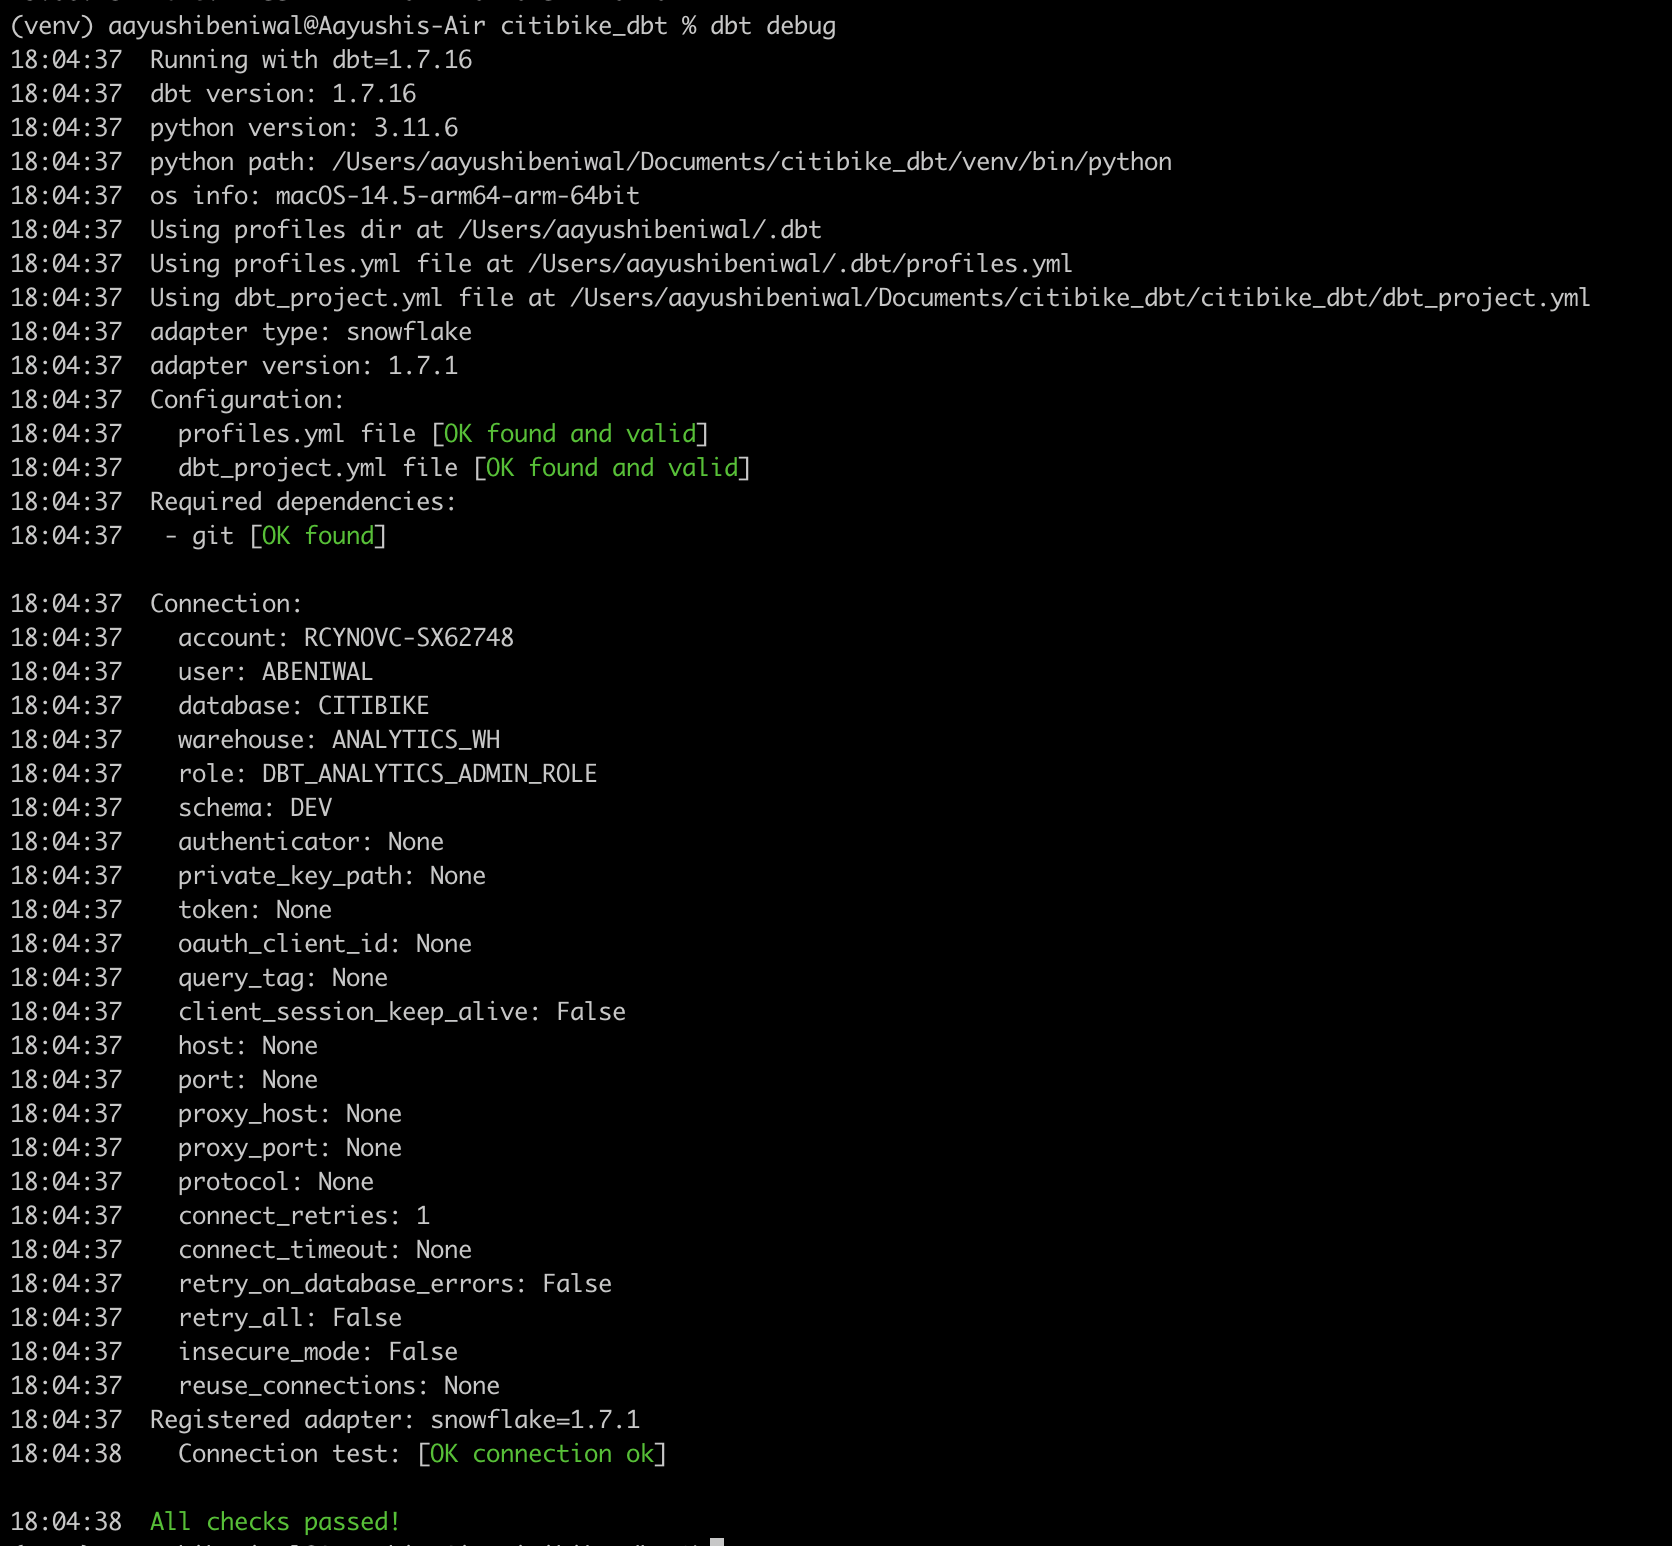 (venv) aayushibeniwal@Aayushis-Air citibike_dbt % dbt debug
18:04:37  Running with dbt=1.7.16
18:04:37  dbt version: 1.7.16
18:04:37  python version: 3.11.6
18:04:37  python path: /Users/aayushibeniwal/Documents/citibike_dbt/venv/bin/python
18:04:37  os info: macOS-14.5-arm64-arm-64bit
18:04:37  Using profiles dir at /Users/aayushibeniwal/.dbt
18:04:37  Using profiles.yml file at /Users/aayushibeniwal/.dbt/profiles.yml
18:04:37  Using dbt_project.yml file at /Users/aayushibeniwal/Documents/citibike_dbt/citibike_dbt/dbt_project.yml
18:04:37  adapter type: snowflake
18:04:37  adapter version: 1.7.1
18:04:37  Configuration:
18:04:37    profiles.yml file [OK found and valid]
18:04:37    dbt_project.yml file [OK found and valid]
18:04:37  Required dependencies:
18:04:37   - git [OK found]
18:04:37  Connection:
18:04:37    account: RCYNOVC-SX62748
18:04:37    user: ABENIWAL
18:04:37    database: CITIBIKE
18:04:37    warehouse: ANALYTICS_WH
18:04:37    role: DBT_ANALYTICS_ADMIN_ROLE
18:04:37    schema: DEV
18:04:37    authenticator: None
18:04:37    private_key_path: None
18:04:37    token: None
18:04:37    oauth_client_id: None
18:04:37    query_tag: None
18:04:37    client_session_keep_alive: False
18:04:37    host: None
18:04:37    port: None
18:04:37    proxy_host: None
18:04:37    proxy_port: None
18:04:37    protocol: None
18:04:37    connect_retries: 1
18:04:37    connect_timeout: None
18:04:37    retry_on_database_errors: False
18:04:37    retry_all: False
18:04:37    insecure_mode: False
18:04:37    reuse_connections: None
18:04:37  Registered adapter: snowflake=1.7.1
18:04:38    Connection test: [OK connection ok]
18:04:38  All checks passed!